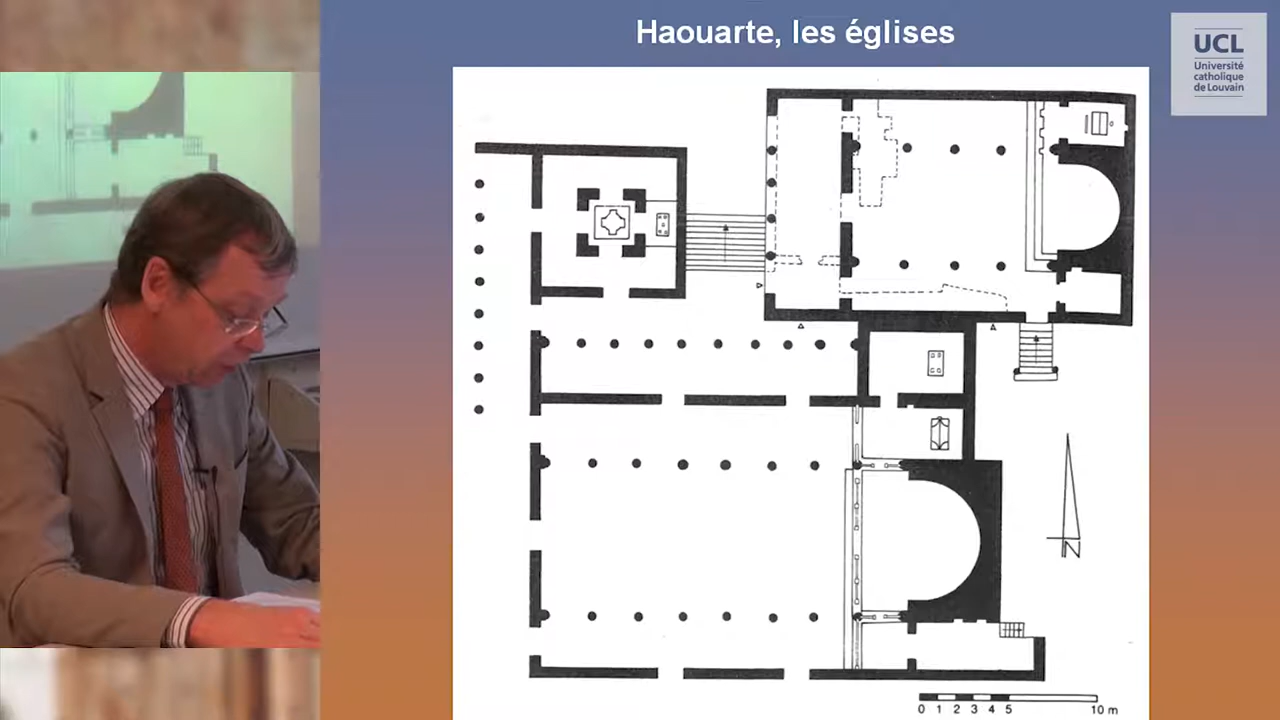 Haouarte, les églises
UCL
Université
catholique
de Louvain
N
0 1 2 3 4 5 10 m